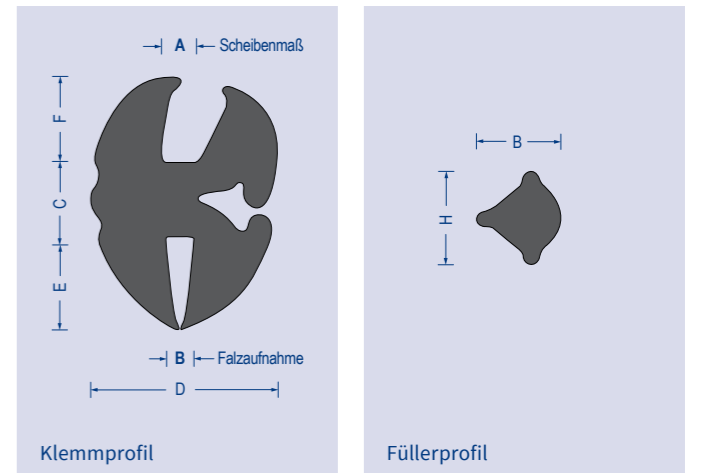 A Scheibenmaß
F
C
E
B Falzaufnahme
D
Klemmprofil
B
H
Füllerprofil